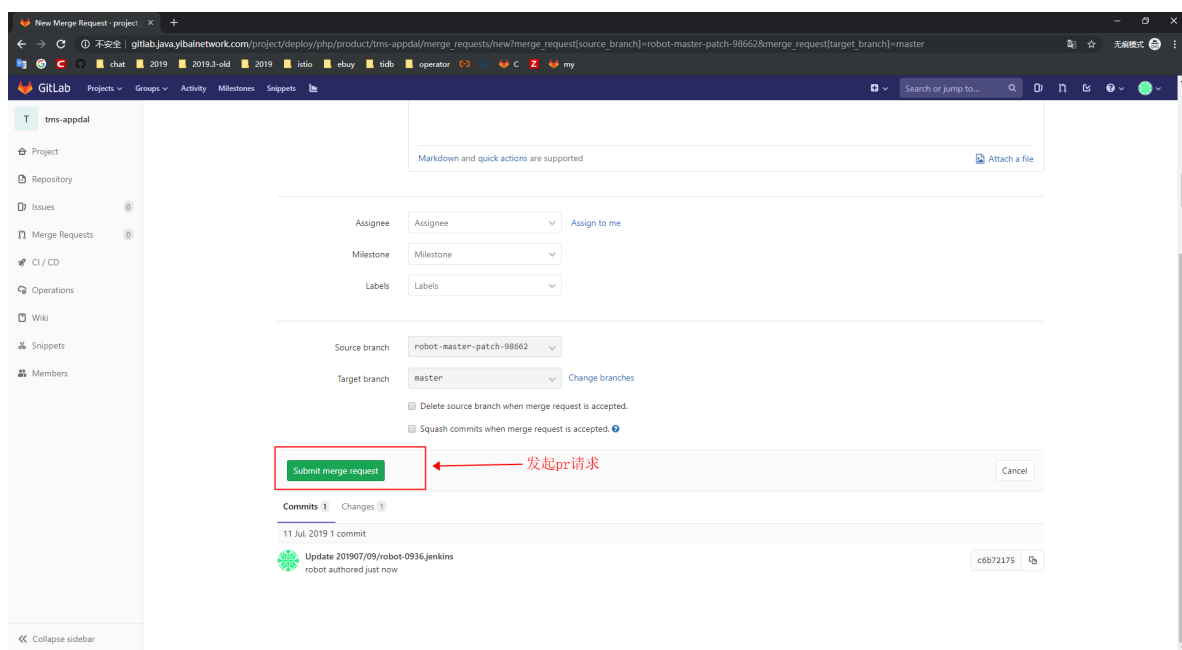 New Merge Request · project
不安全 | gitlab.java.yibainetwork.com/project/deploy/php/product/tms-appdal/merge_requests/new?merge_request[source_branch]=robot-master-patch-98662&merge_request[target_branch]=master
无痕模式
chat 2019 2019.3-old 2019 istio ebuy tidb operator C my
GitLab Projects Groups Activity Milestones Snippets Search or jump to...
T tms-appdal
Project
Markdown and quick actions are supported Attach a file
Repository
Issues 0
Assignee Assignee Assign to me
Merge Requests 0
Milestone Milestone
CI / CD
Labels Labels
Operations
Wiki
Snippets
Source branch robot-master-patch-98662
Members
Target branch master Change branches
Delete source branch when merge request is accepted.
Squash commits when merge request is accepted.
Submit merge request 发起pr请求 Cancel
Commits 1 Changes 1
11 Jul, 2019 1 commit
Update 201907/09/robot-0936.jenkins
c6b72175
robot authored just now
Collapse sidebar